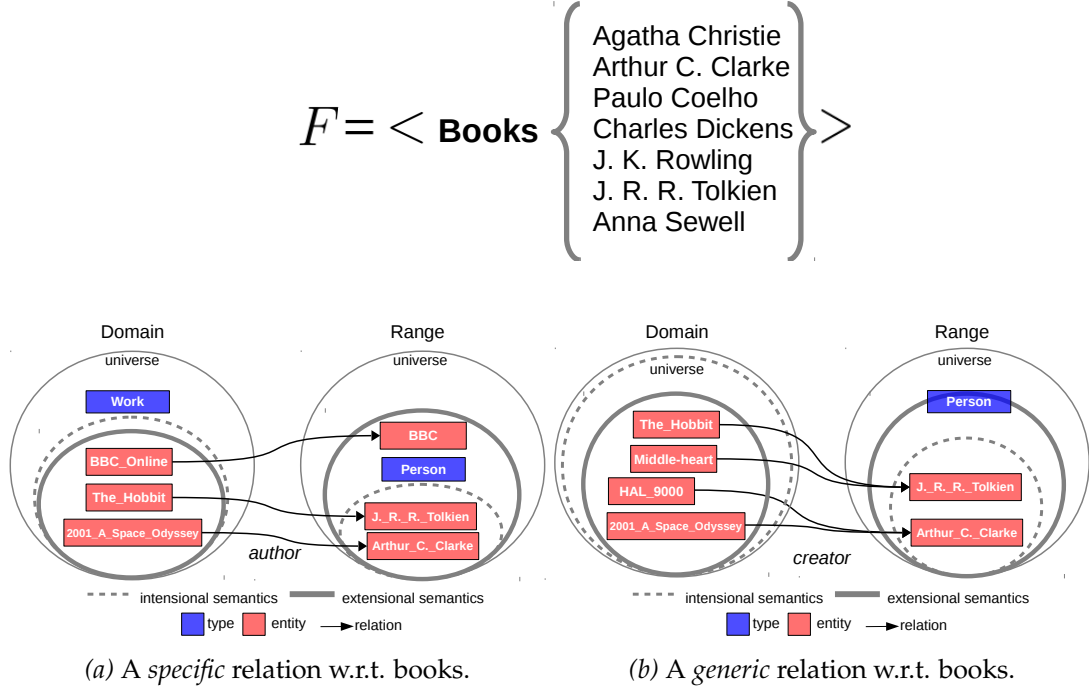 F = < Books { Agatha Christie
Arthur C. Clarke
Paulo Coelho
Charles Dickens
J. K. Rowling
J. R. R. Tolkien
Anna Sewell } >
Domain
Range
universe
universe
Work
BBC_Online
The_Hobbit
2001_A_Space_Odyssey
BBC
Person
J._R._R._Tolkien
Arthur_C._Clarke
author
intensional semantics
extensional semantics
type
entity
relation
(a) A specific relation w.r.t. books.
Domain
Range
universe
universe
The_Hobbit
Middle-heart
HAL_9000
2001_A_Space_Odyssey
Person
J._R._R._Tolkien
Arthur_C._Clarke
creator
intensional semantics
extensional semantics
type
entity
relation
(b) A generic relation w.r.t. books.